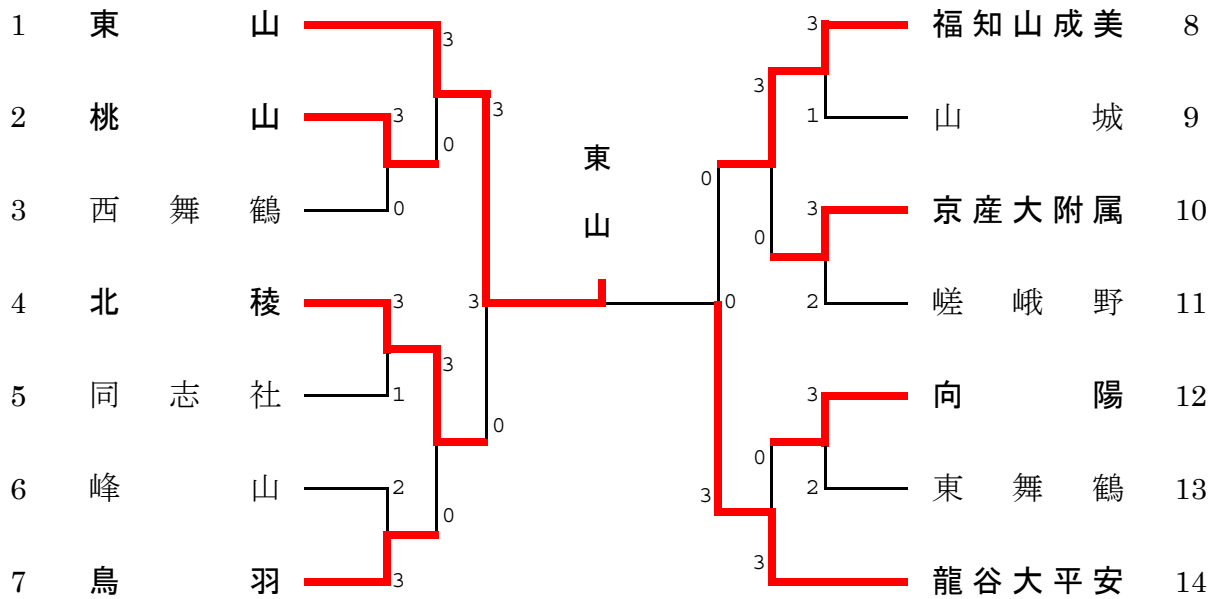 1 東山 3
2 桃山 3
0
3 西舞鶴 0
3
4 北稜 3
3
5 同志社 1
3
0
6 峰山 2
0
7 鳥羽 3
東山
3 福知山成美 8
3
1 山城 9
0
3 京産大附属 10
0
2 嵯峨野 11
0
3 向陽 12
0
2 東舞鶴 13
3
3 龍谷大平安 14